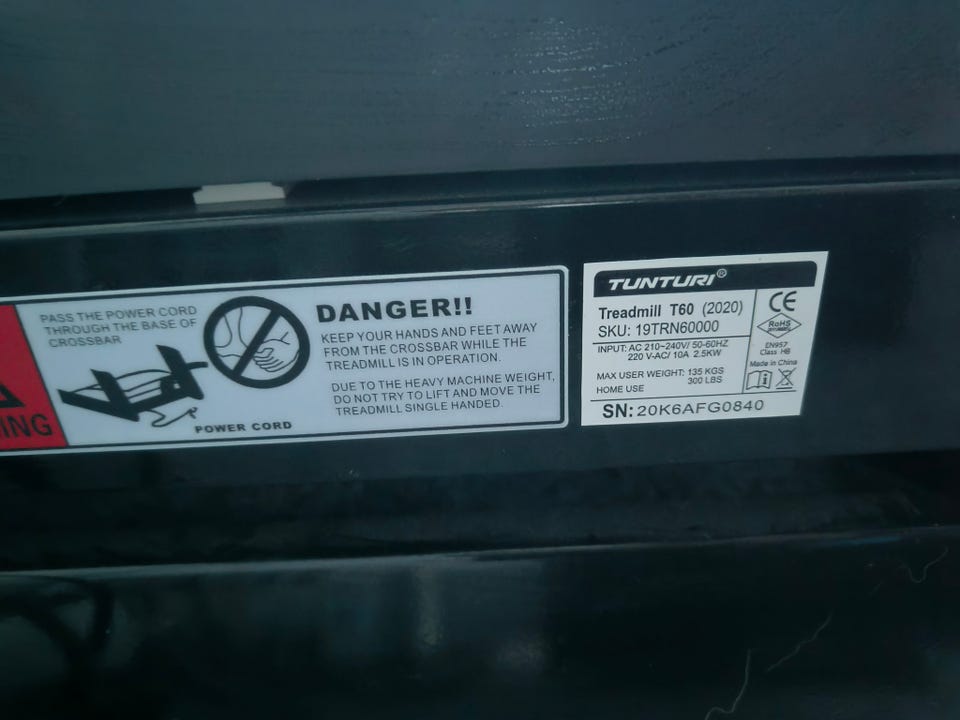 PASS THE POWER CORD
THROUGH THE BASE OF
CROSSBAR
ING
POWER CORD
DANGER!!
KEEP YOUR HANDS AND FEET AWAY
FROM THE CROSSBAR WHILE THE
TREADMILL IS IN OPERATION.
DUE TO THE HEAVY MACHINE WEIGHT,
DO NOT TRY TO LIFT AND MOVE THE
TREADMILL SINGLE HANDED.
TUNTURI®
Treadmill T60 (2020)
SKU: 19TRN60000
INPUT: AC 210~240V/ 50-60HZ
220 V-AC/ 10A 2.5KW
MAX USER WEIGHT: 135 KGS
300 LBS
HOME USE
CE
RoHS
EN957
Class HB
Made in China
SN: 20K6AFG0840